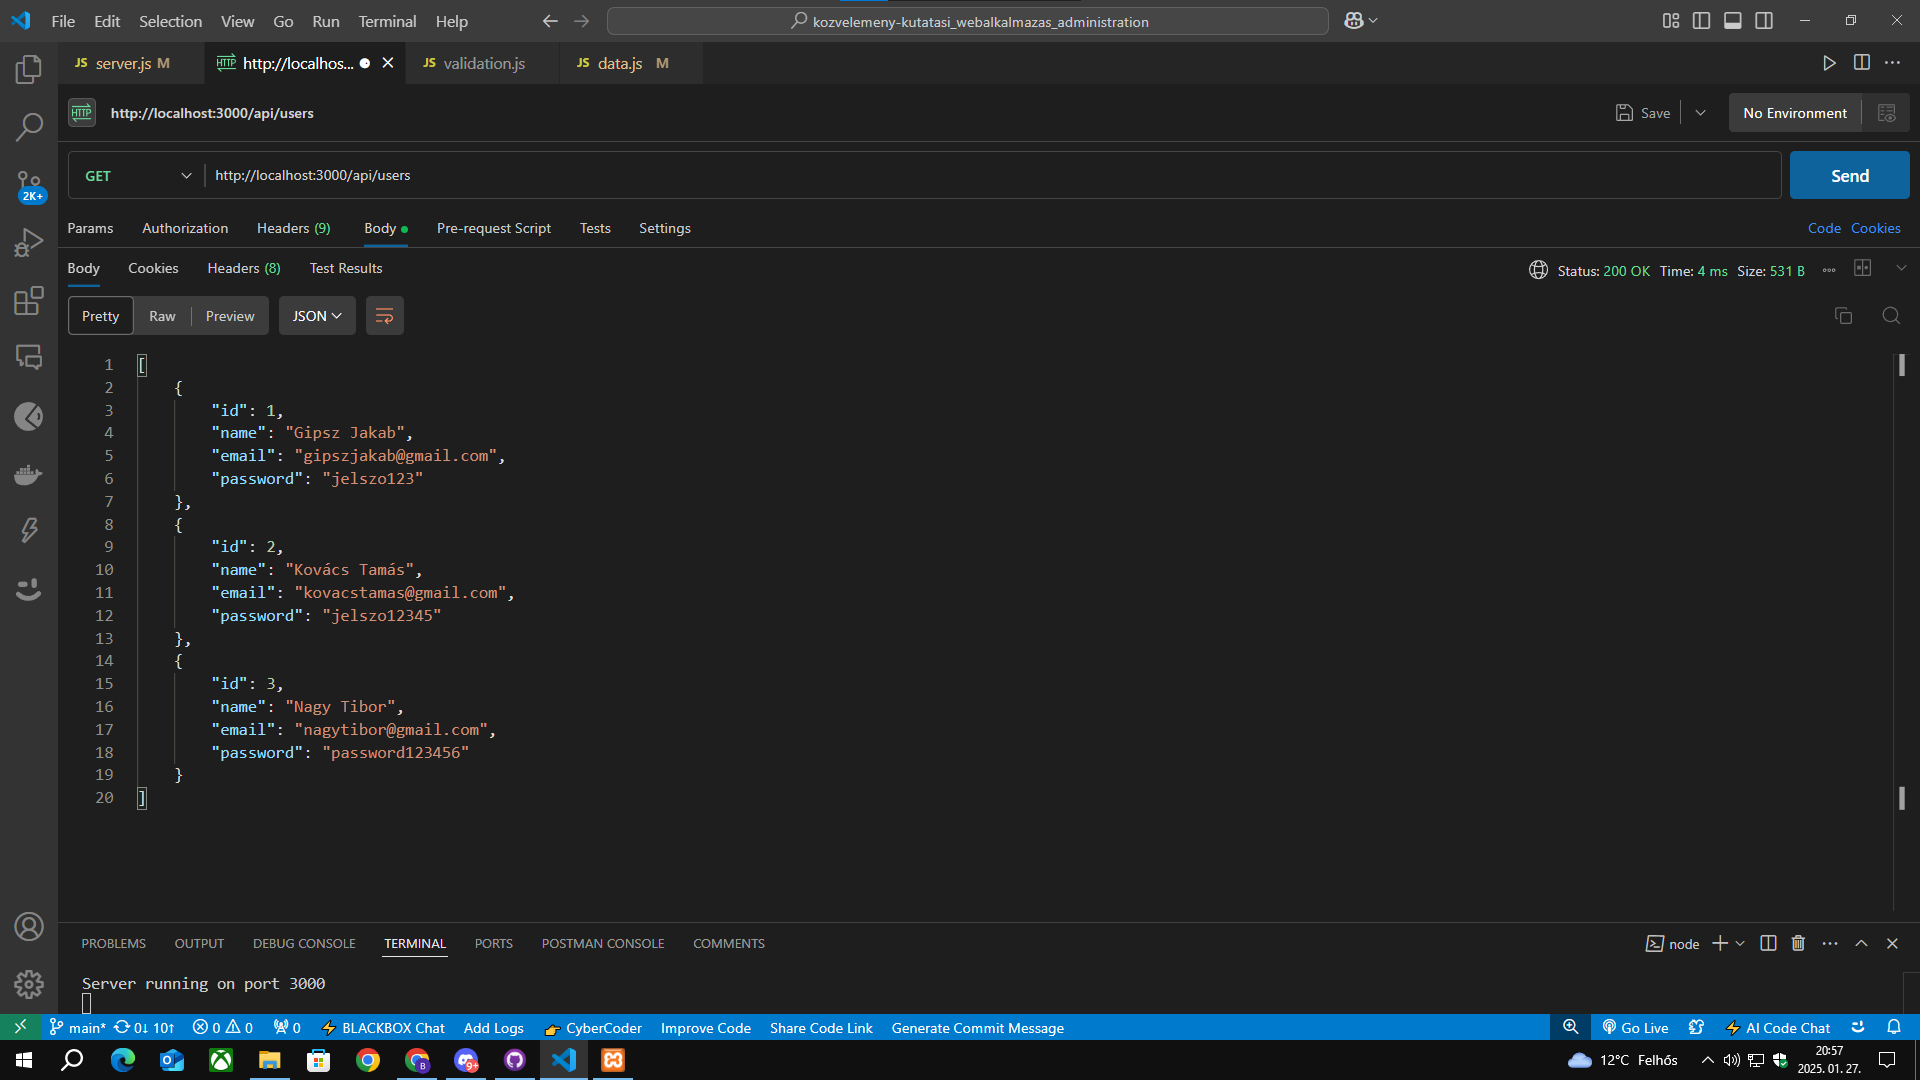 File Edit Selection View Go Run Terminal Help
kozvelemeny-kutatasi_webalkalmazas_administration
JS server.js M
HTTP http://localhos...
JS validation.js
JS data.js M
HTTP http://localhost:3000/api/users
Save
No Environment
GET http://localhost:3000/api/users
Send
Params Authorization Headers (9) Body Pre-request Script Tests Settings
Code Cookies
2K+
Body Cookies Headers (8) Test Results
Status: 200 OK Time: 4 ms Size: 531 B
Pretty Raw Preview JSON
1 [
2 {
3 "id": 1,
4 "name": "Gipsz Jakab",
5 "email": "gipszjakab@gmail.com",
6 "password": "jelszo123"
7 },
8 {
9 "id": 2,
10 "name": "Kovács Tamás",
11 "email": "kovacstamas@gmail.com",
12 "password": "jelszo12345"
13 },
14 {
15 "id": 3,
16 "name": "Nagy Tibor",
17 "email": "nagytibor@gmail.com",
18 "password": "password123456"
19 }
20 ]
PROBLEMS OUTPUT DEBUG CONSOLE TERMINAL PORTS POSTMAN CONSOLE COMMENTS
node
Server running on port 3000
main* 0↓ 10↑ 0 0 0 BLACKBOX Chat Add Logs CyberCoder Improve Code Share Code Link Generate Commit Message
Go Live AI Code Chat
B
9+
12°C Felhős
20:57
2025. 01. 27.